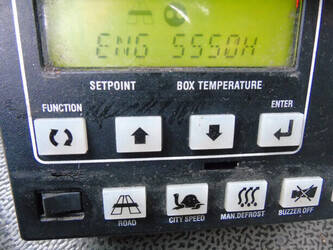 ENG 5550H
SETPOINT BOX TEMPERATURE
FUNCTION ENTER
ROAD CITY SPEED MAN.DEFROST BUZZER OFF